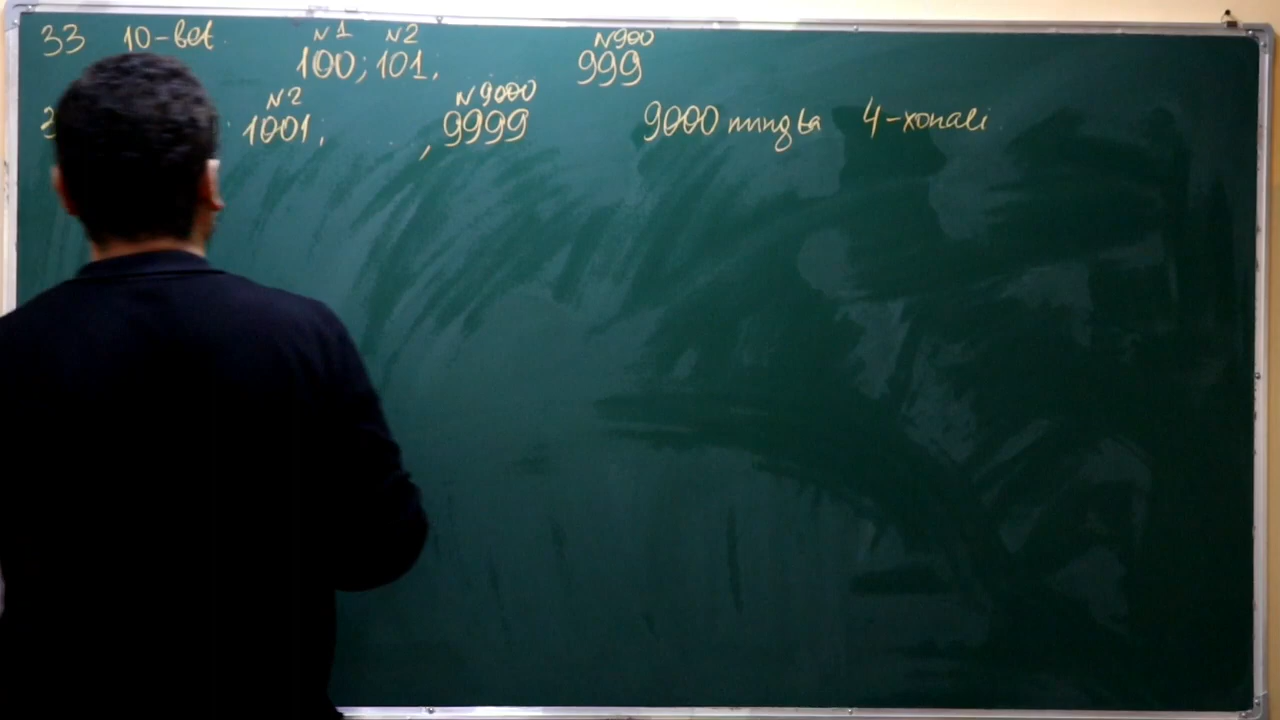 33 10-bet. N1 N2 N900
100; 101, 999
N2 N9000
1001, , 9999 9000 mingta 4-xonali